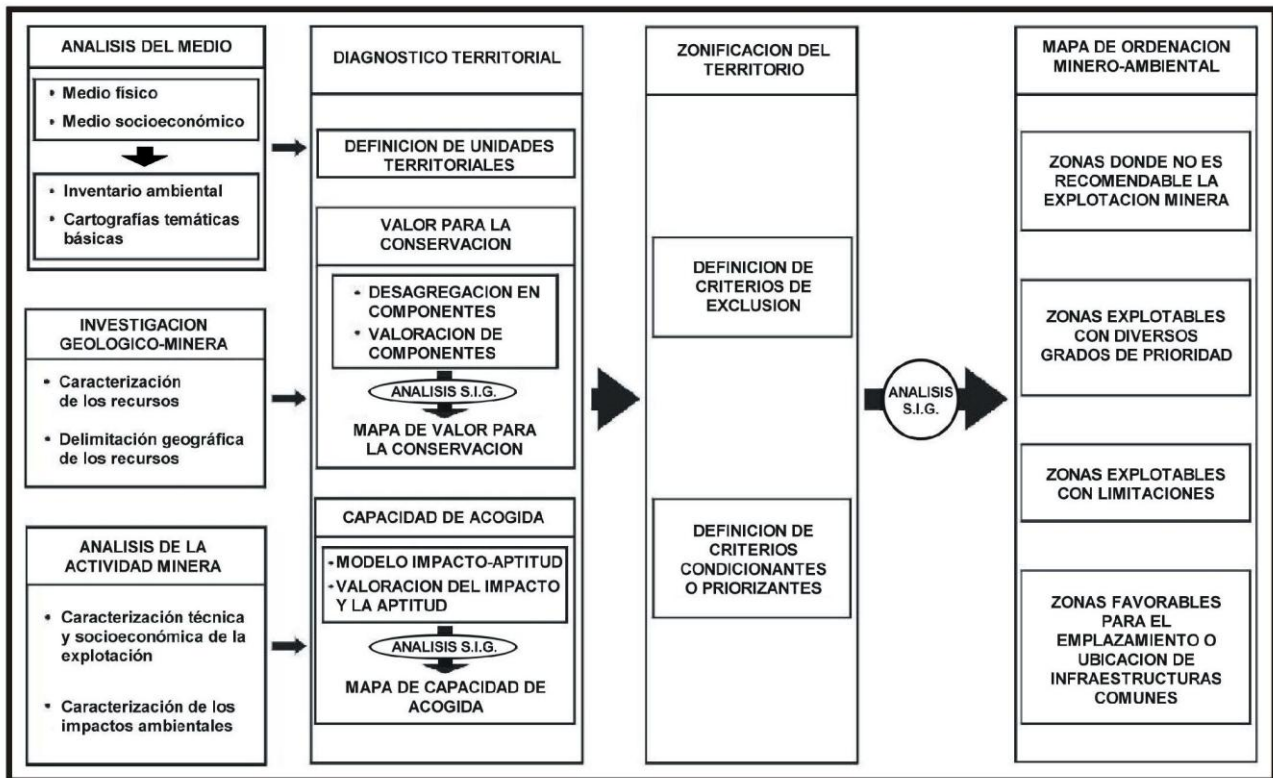 ANALISIS DEL MEDIO
• Medio físico
• Medio socioeconómico
• Inventario ambiental
• Cartografías temáticas
básicas
INVESTIGACION
GEOLOGICO-MINERA
• Caracterización
de los recursos
• Delimitación geográfica
de los recursos
ANALISIS DE LA
ACTIVIDAD MINERA
• Caracterización técnica
y socioeconómica de la
explotación
• Caracterización de los
impactos ambientales
DIAGNOSTICO TERRITORIAL
DEFINICION DE UNIDADES
TERRITORIALES
VALOR PARA LA
CONSERVACION
• DESAGREGACION EN
COMPONENTES
• VALORACION DE
COMPONENTES
ANALISIS S.I.G.
MAPA DE VALOR PARA
LA CONSERVACION
CAPACIDAD DE ACOGIDA
•MODELO IMPACTO-APTITUD
•VALORACION DEL IMPACTO
Y LA APTITUD
ANALISIS S.I.G.
MAPA DE CAPACIDAD DE
ACOGIDA
ZONIFICACION DEL
TERRITORIO
DEFINICION DE
CRITERIOS DE
EXCLUSION
DEFINICION DE
CRITERIOS
CONDICIONANTES
O PRIORIZANTES
ANALISIS
S.I.G.
MAPA DE ORDENACION
MINERO-AMBIENTAL
ZONAS DONDE NO ES
RECOMENDABLE LA
EXPLOTACION MINERA
ZONAS EXPLOTABLES
CON DIVERSOS
GRADOS DE PRIORIDAD
ZONAS EXPLOTABLES
CON LIMITACIONES
ZONAS FAVORABLES
PARA EL
EMPLAZAMIENTO O
UBICACION DE
INFRAESTRUCTURAS
COMUNES